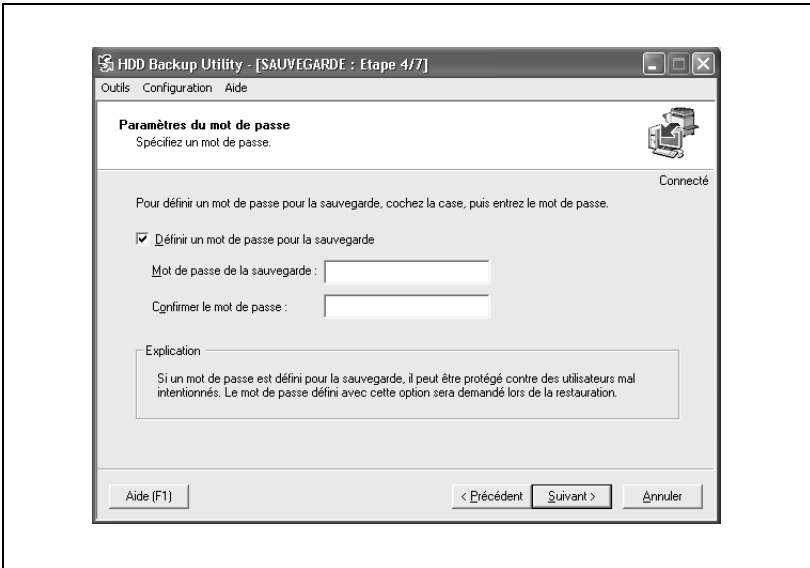 HDD Backup Utility - [SAUVEGARDE : Etape 4/7]
Outils Configuration Aide
Paramètres du mot de passe
Spécifiez un mot de passe.
Connecté
Pour définir un mot de passe pour la sauvegarde, cochez la case, puis entrez le mot de passe.
Définir un mot de passe pour la sauvegarde
Mot de passe de la sauvegarde :
Confirmer le mot de passe :
Explication
Si un mot de passe est défini pour la sauvegarde, il peut être protégé contre des utilisateurs mal
intentionnés. Le mot de passe défini avec cette option sera demandé lors de la restauration.
Aide (F1) < Précédent Suivant > Annuler